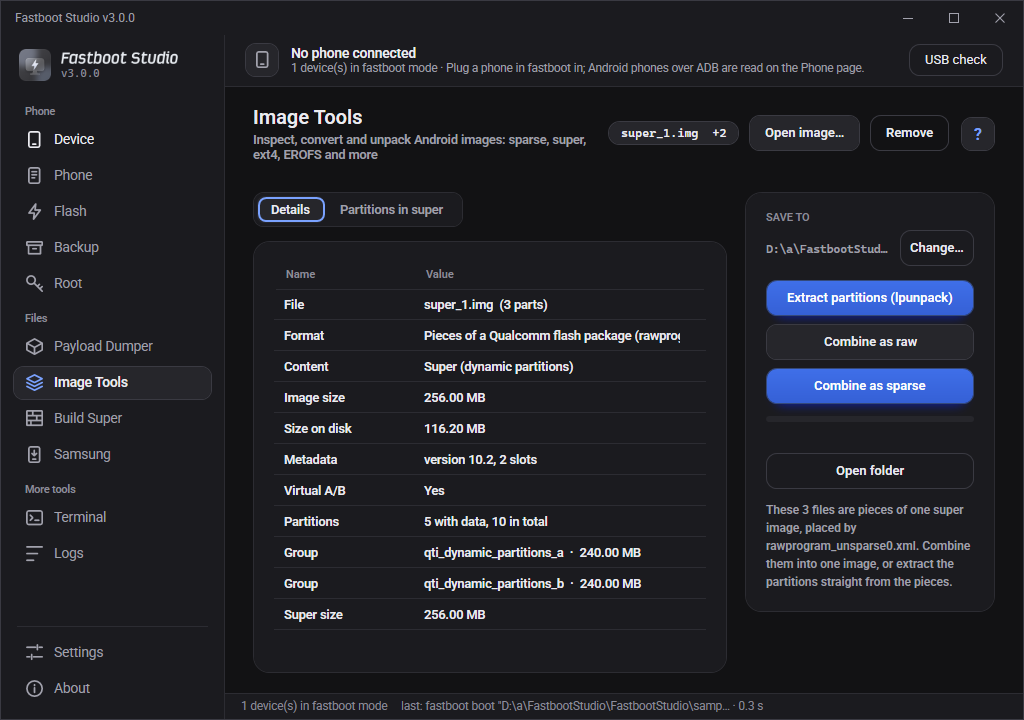 Fastboot Studio v3.0.0
Fastboot Studio
v3.0.0
No phone connected
1 device(s) in fastboot mode · Plug a phone in fastboot in; Android phones over ADB are read on the Phone page.
USB check
Phone
Device
Phone
Flash
Backup
Root
Files
Payload Dumper
Image Tools
Build Super
Samsung
More tools
Terminal
Logs
Settings
About
Image Tools
Inspect, convert and unpack Android images: sparse, super,
ext4, EROFS and more
super_1.img +2
Open image...
Remove
?
Details
Partitions in super
Name Value
File super_1.img (3 parts)
Format Pieces of a Qualcomm flash package (rawprog
Content Super (dynamic partitions)
Image size 256.00 MB
Size on disk 116.20 MB
Metadata version 10.2, 2 slots
Virtual A/B Yes
Partitions 5 with data, 10 in total
Group qti_dynamic_partitions_a · 240.00 MB
Group qti_dynamic_partitions_b · 240.00 MB
Super size 256.00 MB
SAVE TO
D:\a\FastbootStud...
Change...
Extract partitions (lpunpack)
Combine as raw
Combine as sparse
Open folder
These 3 files are pieces of one super
image, placed by
rawprogram_unsparse0.xml. Combine
them into one image, or extract the
partitions straight from the pieces.
1 device(s) in fastboot mode last: fastboot boot "D:\a\FastbootStudio\FastbootStudio\samp... · 0.3 s